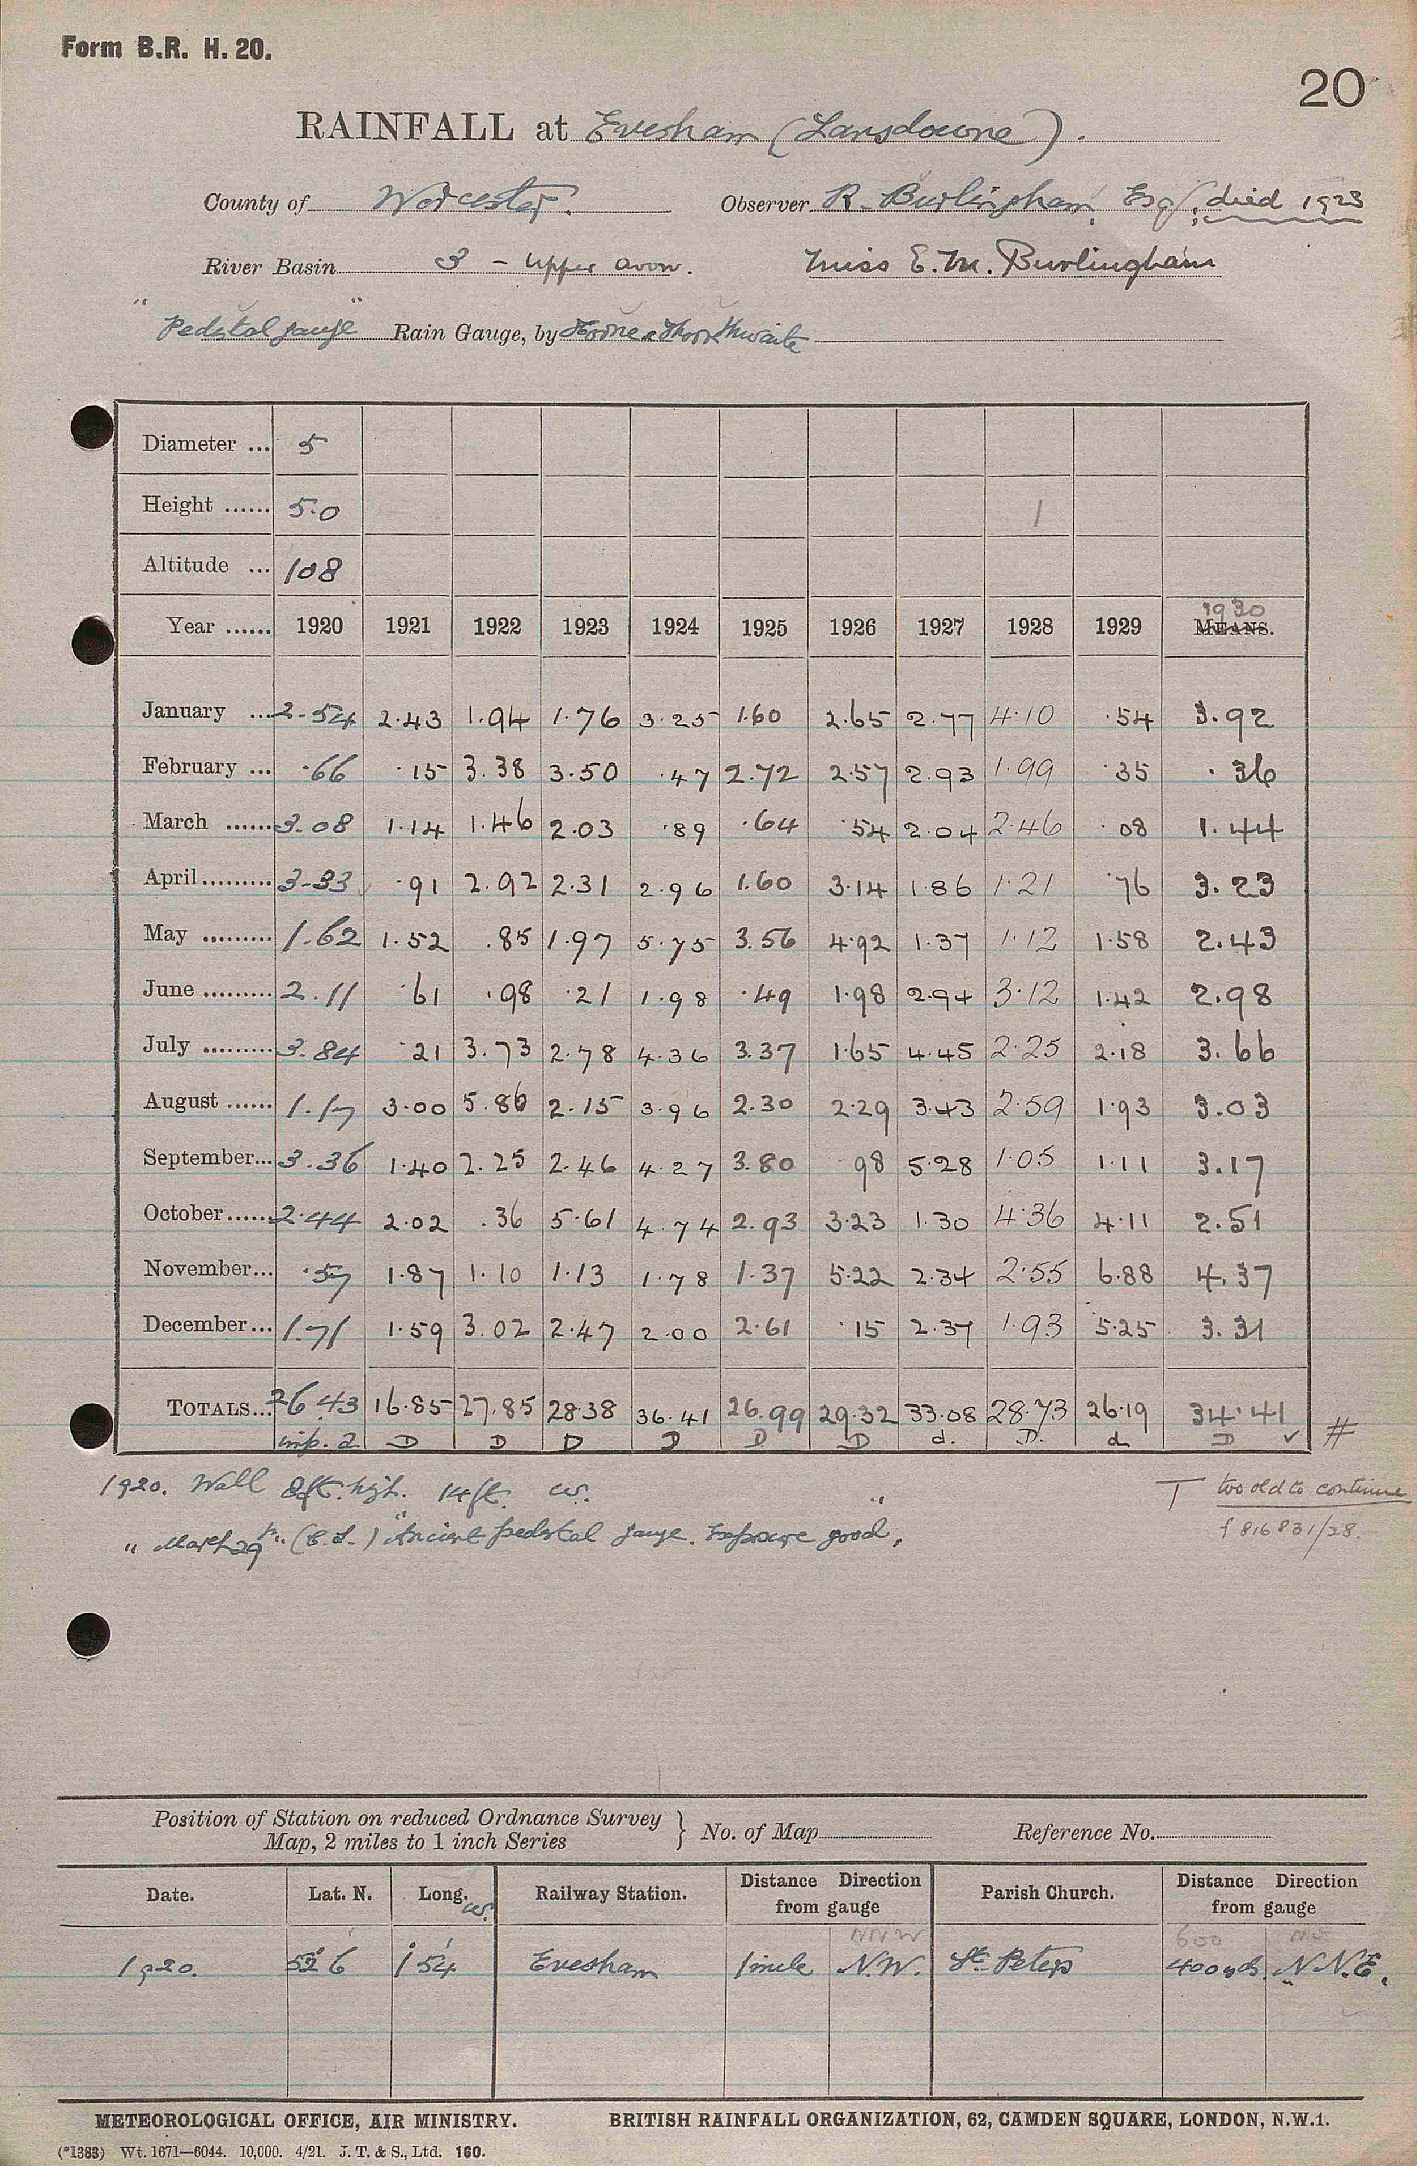 Form B.R. H. 20.
20
RAINFALL at Evesham (Lansdowne).
County of Worcester. Observer R. Burlingham Esq, died 1923
River Basin 3 - Upper Avon. Miss E. M. Burlingham
"Pedestal gauge" Rain Gauge, by Horne & Thornthwaite
Diameter ... 5
Height ...... 5.0 1
Altitude ... 108
1930
Year ...... 1920 1921 1922 1923 1924 1925 1926 1927 1928 1929 MEANS.
January ... 2.54 2.43 1.94 1.76 3.25 1.60 2.65 2.77 4.10 .54 3.92
February ... .66 .15 3.38 3.50 .47 2.72 2.57 2.93 1.99 .35 .36
March ...... 3.08 1.14 1.46 2.03 .89 .64 .54 2.04 2.46 .08 1.44
April ......... 3.33 .91 2.92 2.31 2.96 1.60 3.14 1.86 1.21 .76 3.23
May ......... 1.62 1.52 .85 1.97 5.75 3.56 4.92 1.37 1.12 1.58 2.43
June ......... 2.11 .61 .98 .21 1.98 .49 1.98 2.94 3.12 1.42 2.98
July ......... 3.84 .21 3.73 2.78 4.36 3.37 1.65 4.45 2.25 2.18 3.66
August ...... 1.17 3.00 5.86 2.15 3.96 2.30 2.29 3.43 2.59 1.93 3.03
September... 3.36 1.40 2.25 2.46 4.27 3.80 .98 5.28 1.05 1.11 3.17
October ...... 2.44 2.02 .36 5.61 4.74 2.93 3.23 1.30 4.36 4.11 2.51
November... .57 1.87 1.10 1.13 1.78 1.37 5.22 2.34 2.55 6.88 4.37
December ... 1.71 1.59 3.02 2.47 2.00 2.61 .15 2.37 1.93 5.25 3.31
TOTALS... 26.43 16.85 27.85 28.38 36.41 26.99 29.32 33.08 28.73 26.19 34.41 #
imp. d D D D D D D d. D. d D ✓
1920. Wall 8ft. high. 14ft. W.
T too old to continue
f 816831/28.
" March 29th. " Ancient pedestal gauge. Exposure good,
Position of Station on reduced Ordnance Survey
Map, 2 miles to 1 inch Series } No. of Map Reference No.
Date. Lat. N. Long. W. Railway Station. Distance Direction from gauge Parish Church. Distance Direction from gauge
NNW 600
1920. 52° 6' 1° 54' Evesham 1 mile N.W. St. Peters 400 yds. N.N.E.
METEOROLOGICAL OFFICE, AIR MINISTRY. BRITISH RAINFALL ORGANIZATION, 62, CAMDEN SQUARE, LONDON, N.W.1.
(*1383) Wt. 1671—6044. 10,000. 4/21. J. T. & S., Ltd. 160.